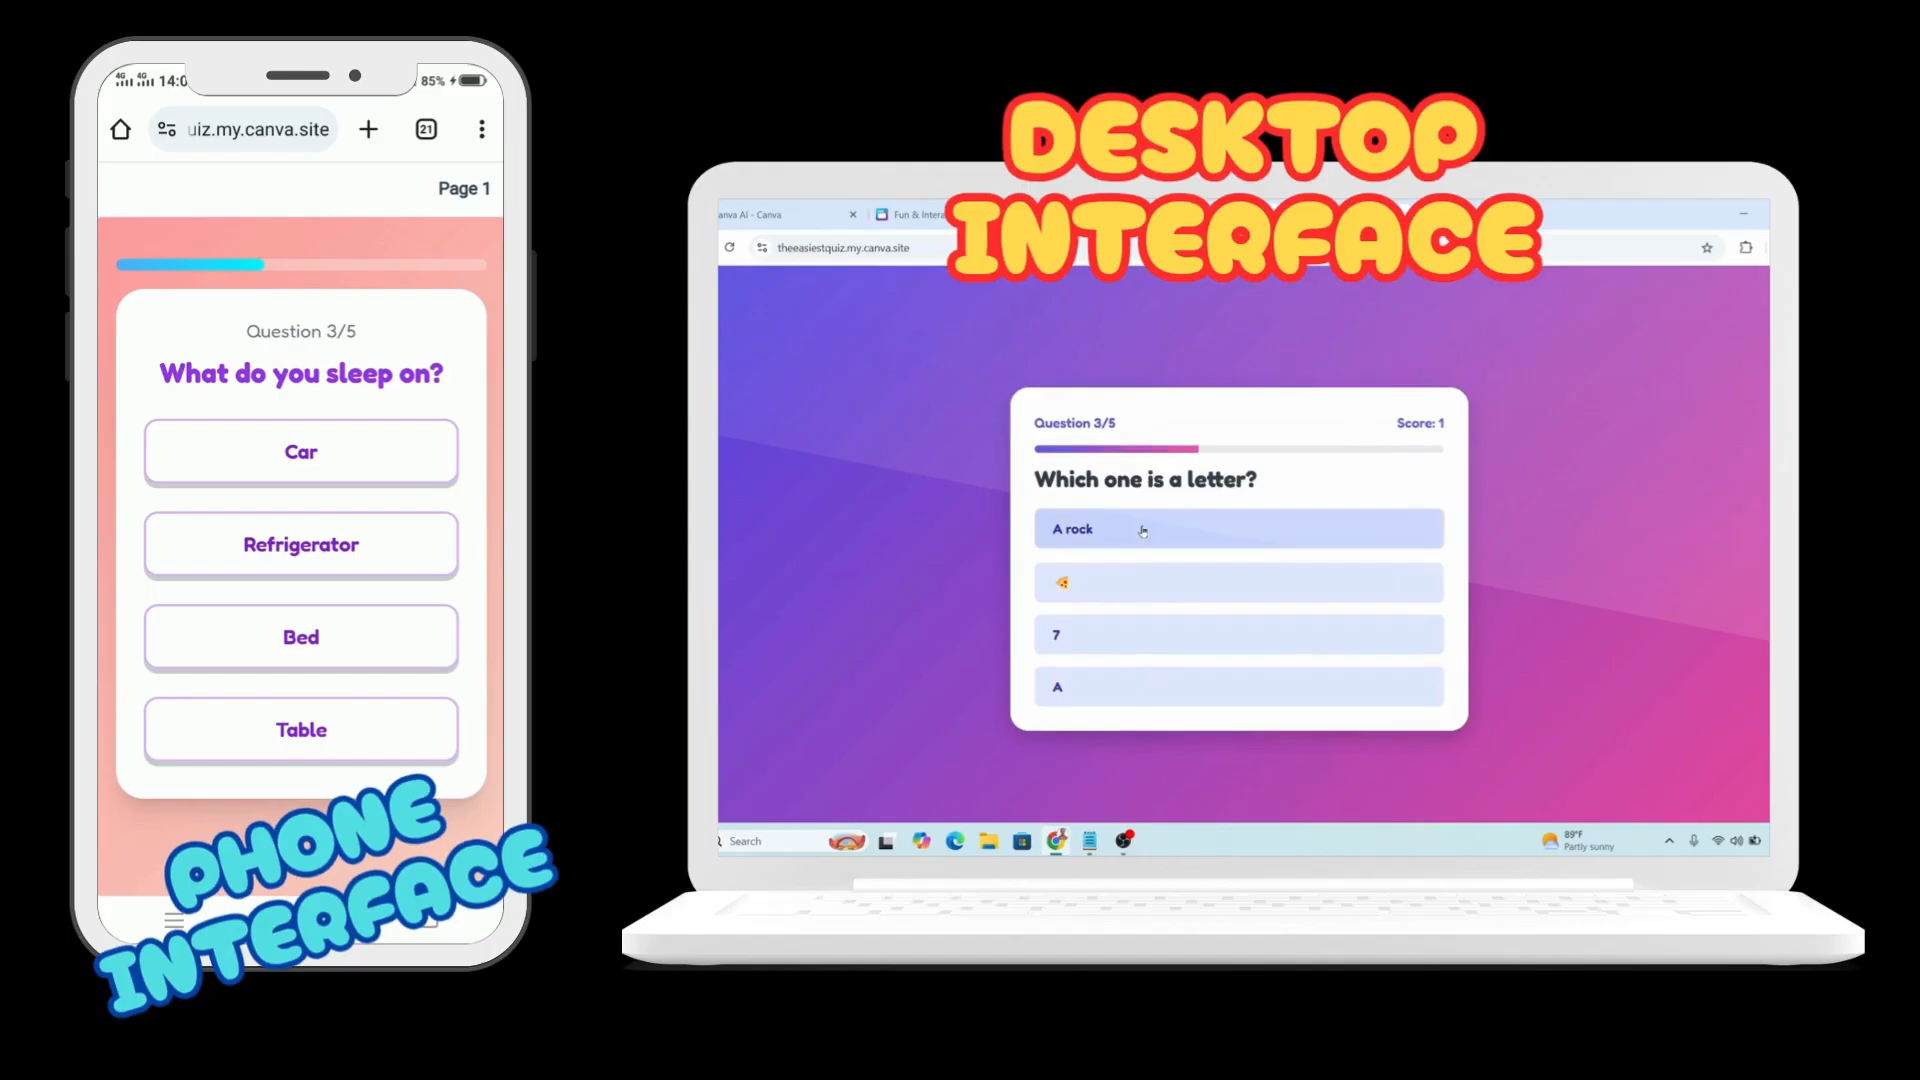 4G 4G 14:0
85%
uiz.my.canva.site
21
Page 1
Question 3/5
What do you sleep on?
Car
Refrigerator
Bed
Table
PHONE
INTERFACE
DESKTOP
INTERFACE
anva AI - Canva
Fun & Intera
theeasiestquiz.my.canva.site
Question 3/5
Score: 1
Which one is a letter?
A rock
7
A
Search
89°F
Partly sunny